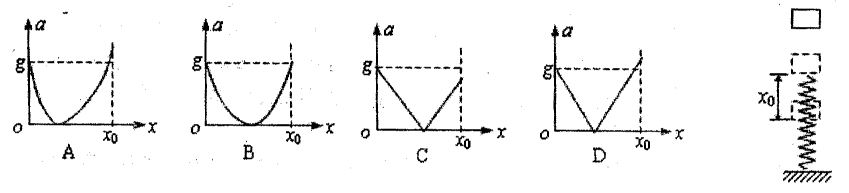 a g o x₀ x A
a g o x₀ x B
a g o x₀ x C
a g o x₀ x D
x₀